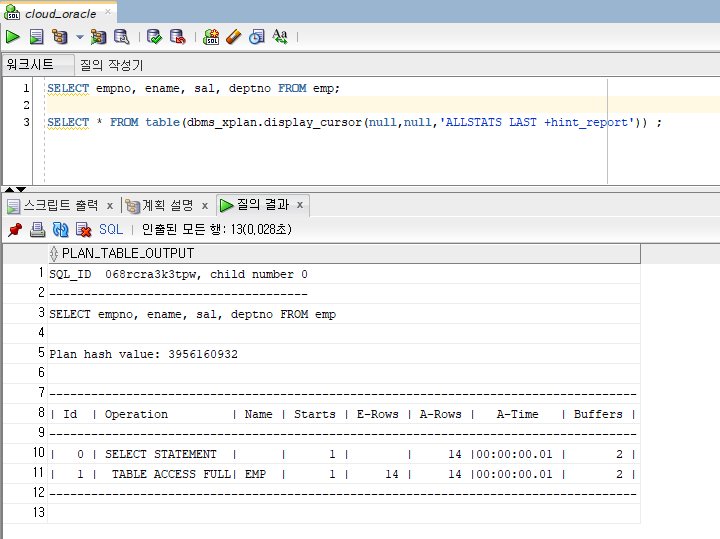 cloud_oracle
SQL
워크시트 질의 작성기
1 SELECT empno, ename, sal, deptno FROM emp;
2
3 SELECT * FROM table(dbms_xplan.display_cursor(null,null,'ALLSTATS LAST +hint_report')) ;
스크립트 출력 x 계획 설명 x 질의 결과 x
SQL | 인출된 모든 행: 13(0,028초)
PLAN_TABLE_OUTPUT
1 SQL_ID  068rcra3k3tpw, child number 0
2 -------------------------------------
3 SELECT empno, ename, sal, deptno FROM emp
4
5 Plan hash value: 3956160932
6
7 ------------------------------------------------------------------------------------
8 | Id  | Operation         | Name | Starts | E-Rows | A-Rows |   A-Time   | Buffers |
9 ------------------------------------------------------------------------------------
10 |   0 | SELECT STATEMENT  |      |      1 |        |     14 |00:00:00.01 |       2 |
11 |   1 |  TABLE ACCESS FULL| EMP  |      1 |     14 |     14 |00:00:00.01 |       2 |
12 ------------------------------------------------------------------------------------
13